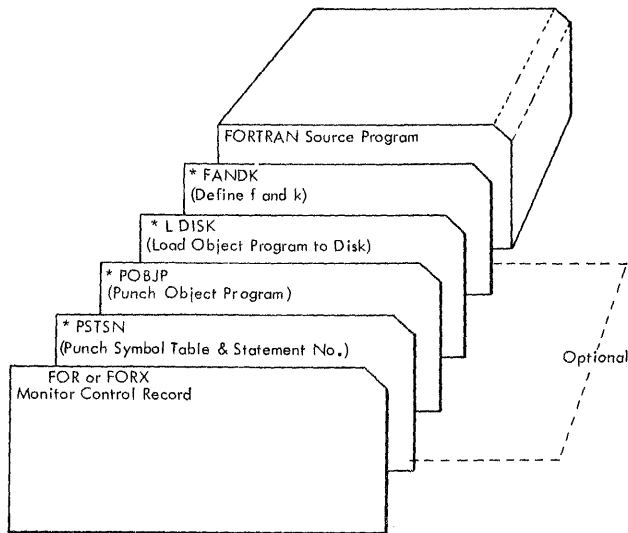 FORTRAN Source Program
* FANDK
(Define f and k)
* L DISK
(Load Object Program to Disk)
* POBJP
(Punch Object Program)
* PSTSN
(Punch Symbol Table & Statement No.)
Optional
FOR or FORX
Monitor Control Record